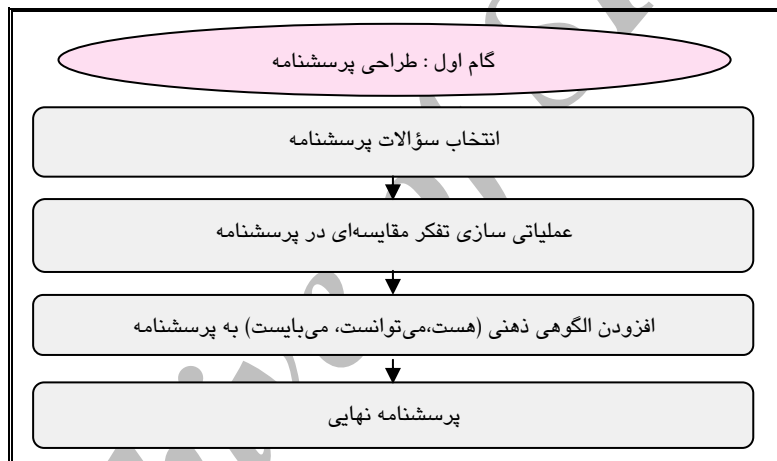 گام اول : طراحی پرسشنامه
انتخاب سؤالات پرسشنامه
عملیاتی سازی تفکر مقایسه‌ای در پرسشنامه
افزودن الگوهی ذهنی (هست،می‌توانست، می‌بایست) به پرسشنامه
پرسشنامه نهایی